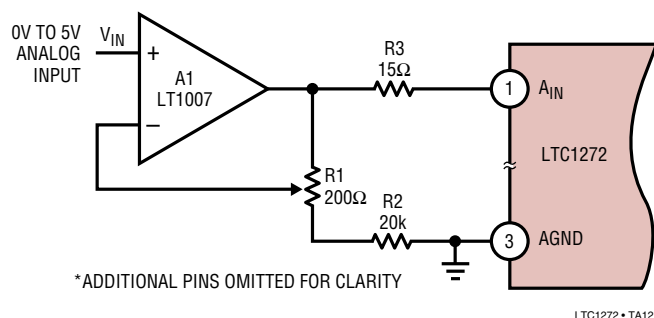 0V TO 5V
ANALOG
INPUT
V_IN
+
–
A1
LT1007
R3
15Ω
1
A_IN
LTC1272
R1
200Ω
R2
20k
3
AGND
*ADDITIONAL PINS OMITTED FOR CLARITY
LTC1272 • TA12